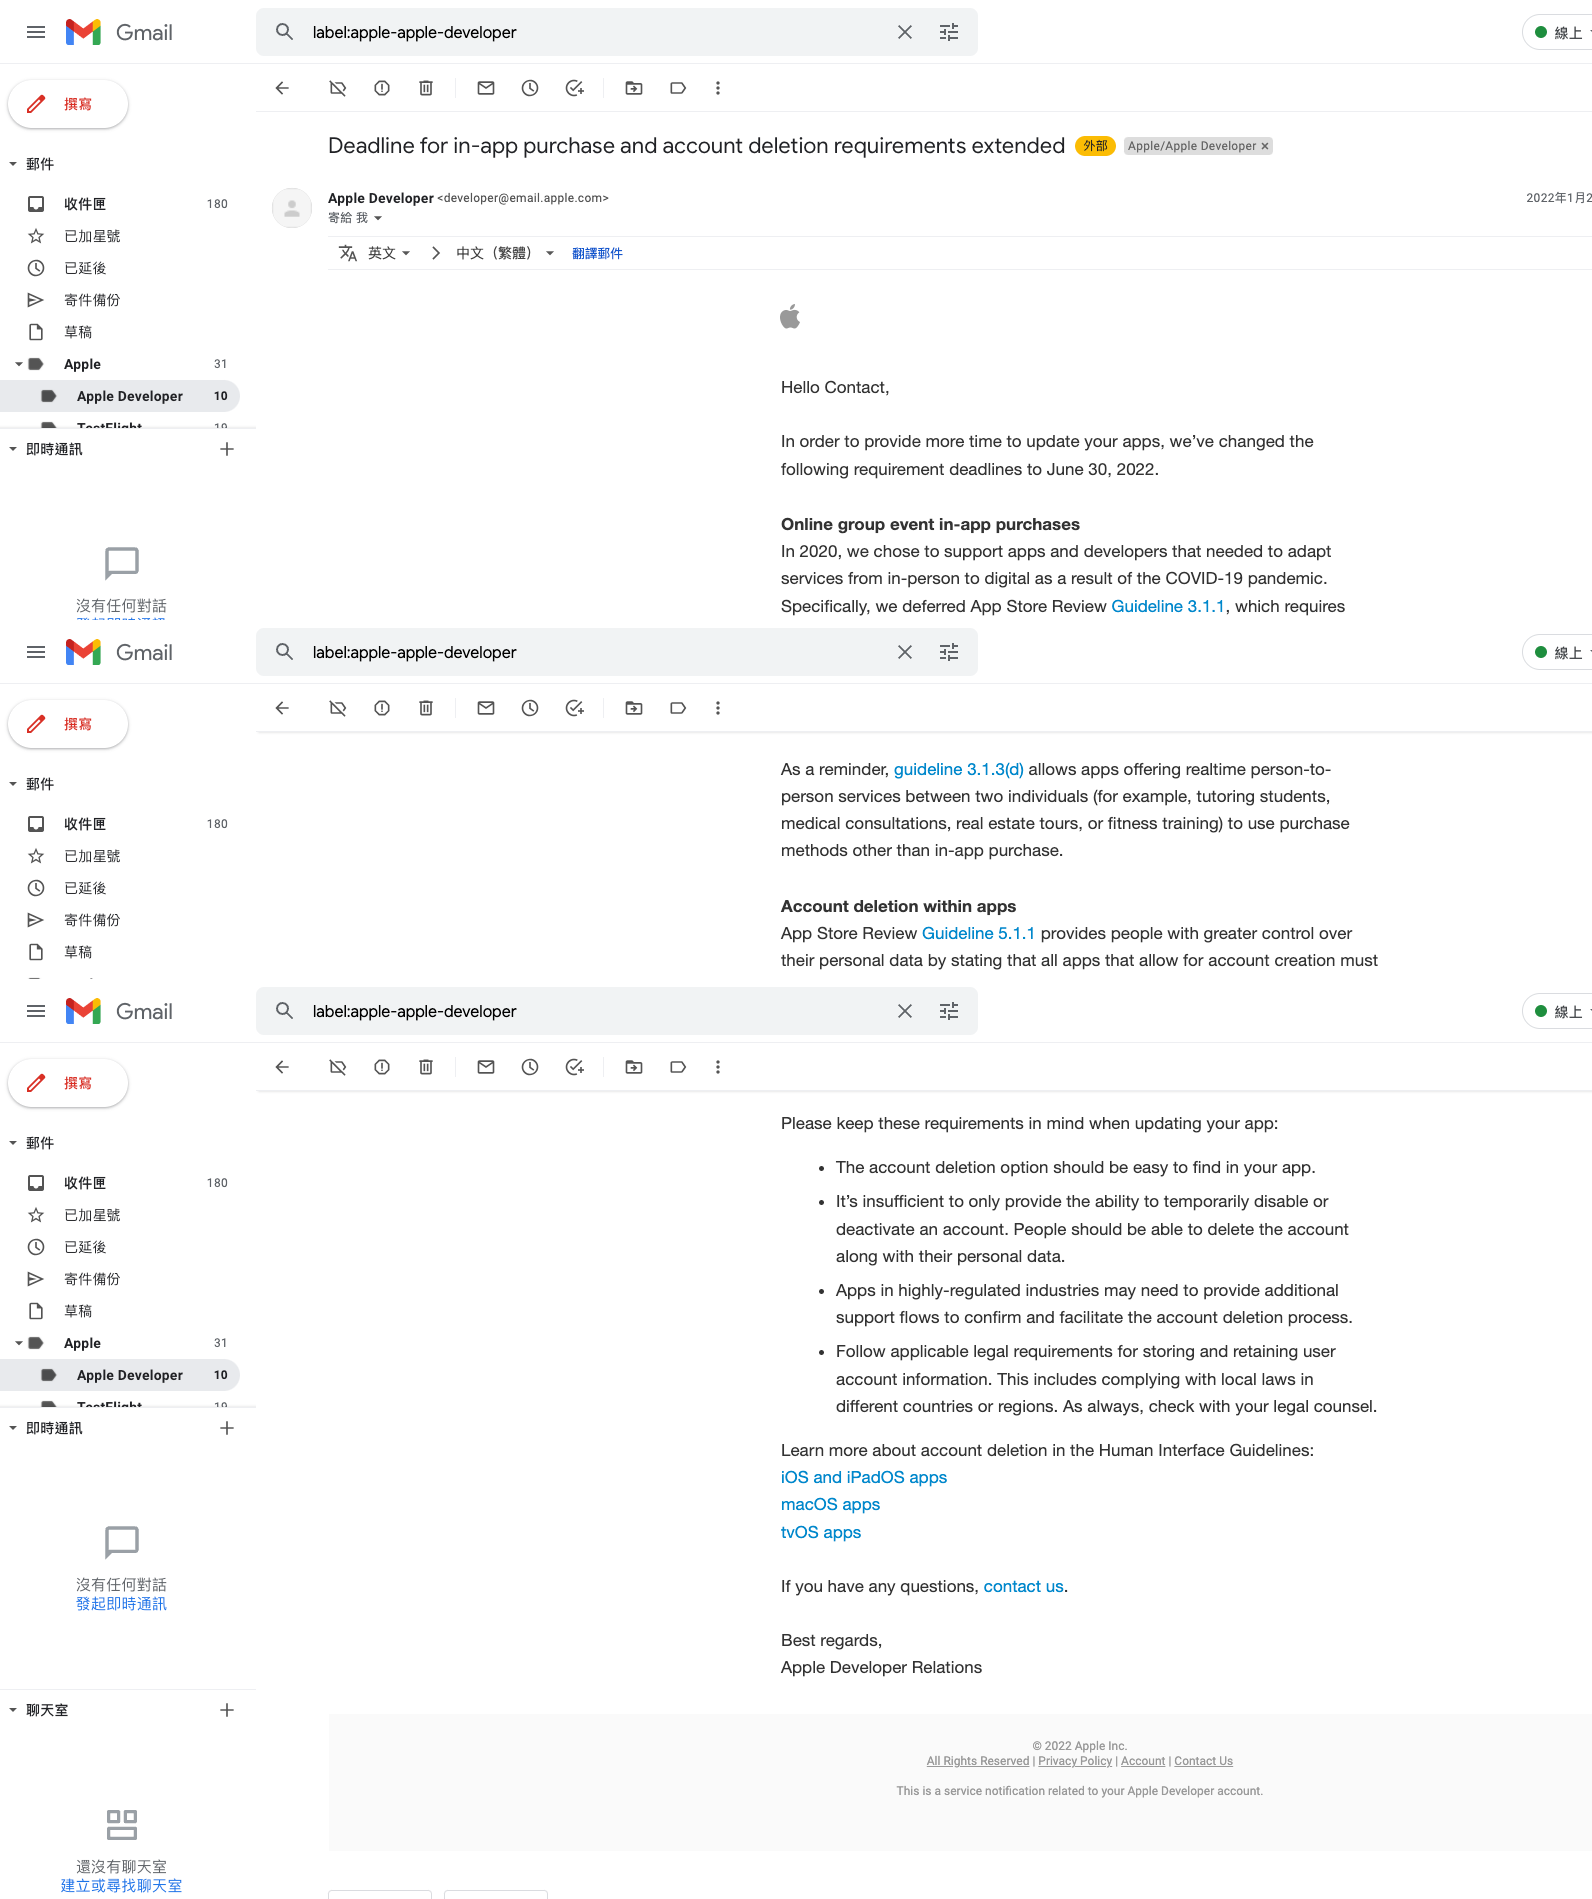 Gmail
label:apple-apple-developer
線上
撰寫
郵件
收件匣 180
已加星號
已延後
寄件備份
草稿
Apple 31
Apple Developer 10
TestFlight 19
即時通訊
沒有任何對話
發起即時通訊
Deadline for in-app purchase and account deletion requirements extended 外部 Apple/Apple Developer ×
Apple Developer <developer@email.apple.com>
2022年1月2
寄給 我
英文 中文（繁體） 翻譯郵件
Hello Contact,
In order to provide more time to update your apps, we’ve changed the
following requirement deadlines to June 30, 2022.
Online group event in-app purchases
In 2020, we chose to support apps and developers that needed to adapt
services from in-person to digital as a result of the COVID-19 pandemic.
Specifically, we deferred App Store Review Guideline 3.1.1, which requires
Gmail
label:apple-apple-developer
線上
撰寫
郵件
收件匣 180
已加星號
已延後
寄件備份
草稿
As a reminder, guideline 3.1.3(d) allows apps offering realtime person-to-
person services between two individuals (for example, tutoring students,
medical consultations, real estate tours, or fitness training) to use purchase
methods other than in-app purchase.
Account deletion within apps
App Store Review Guideline 5.1.1 provides people with greater control over
their personal data by stating that all apps that allow for account creation must
Gmail
label:apple-apple-developer
線上
撰寫
郵件
收件匣 180
已加星號
已延後
寄件備份
草稿
Apple 31
Apple Developer 10
TestFlight 19
即時通訊
沒有任何對話
發起即時通訊
聊天室
還沒有聊天室
建立或尋找聊天室
Please keep these requirements in mind when updating your app:
• The account deletion option should be easy to find in your app.
• It’s insufficient to only provide the ability to temporarily disable or
deactivate an account. People should be able to delete the account
along with their personal data.
• Apps in highly-regulated industries may need to provide additional
support flows to confirm and facilitate the account deletion process.
• Follow applicable legal requirements for storing and retaining user
account information. This includes complying with local laws in
different countries or regions. As always, check with your legal counsel.
Learn more about account deletion in the Human Interface Guidelines:
iOS and iPadOS apps
macOS apps
tvOS apps
If you have any questions, contact us.
Best regards,
Apple Developer Relations
© 2022 Apple Inc.
All Rights Reserved | Privacy Policy | Account | Contact Us
This is a service notification related to your Apple Developer account.